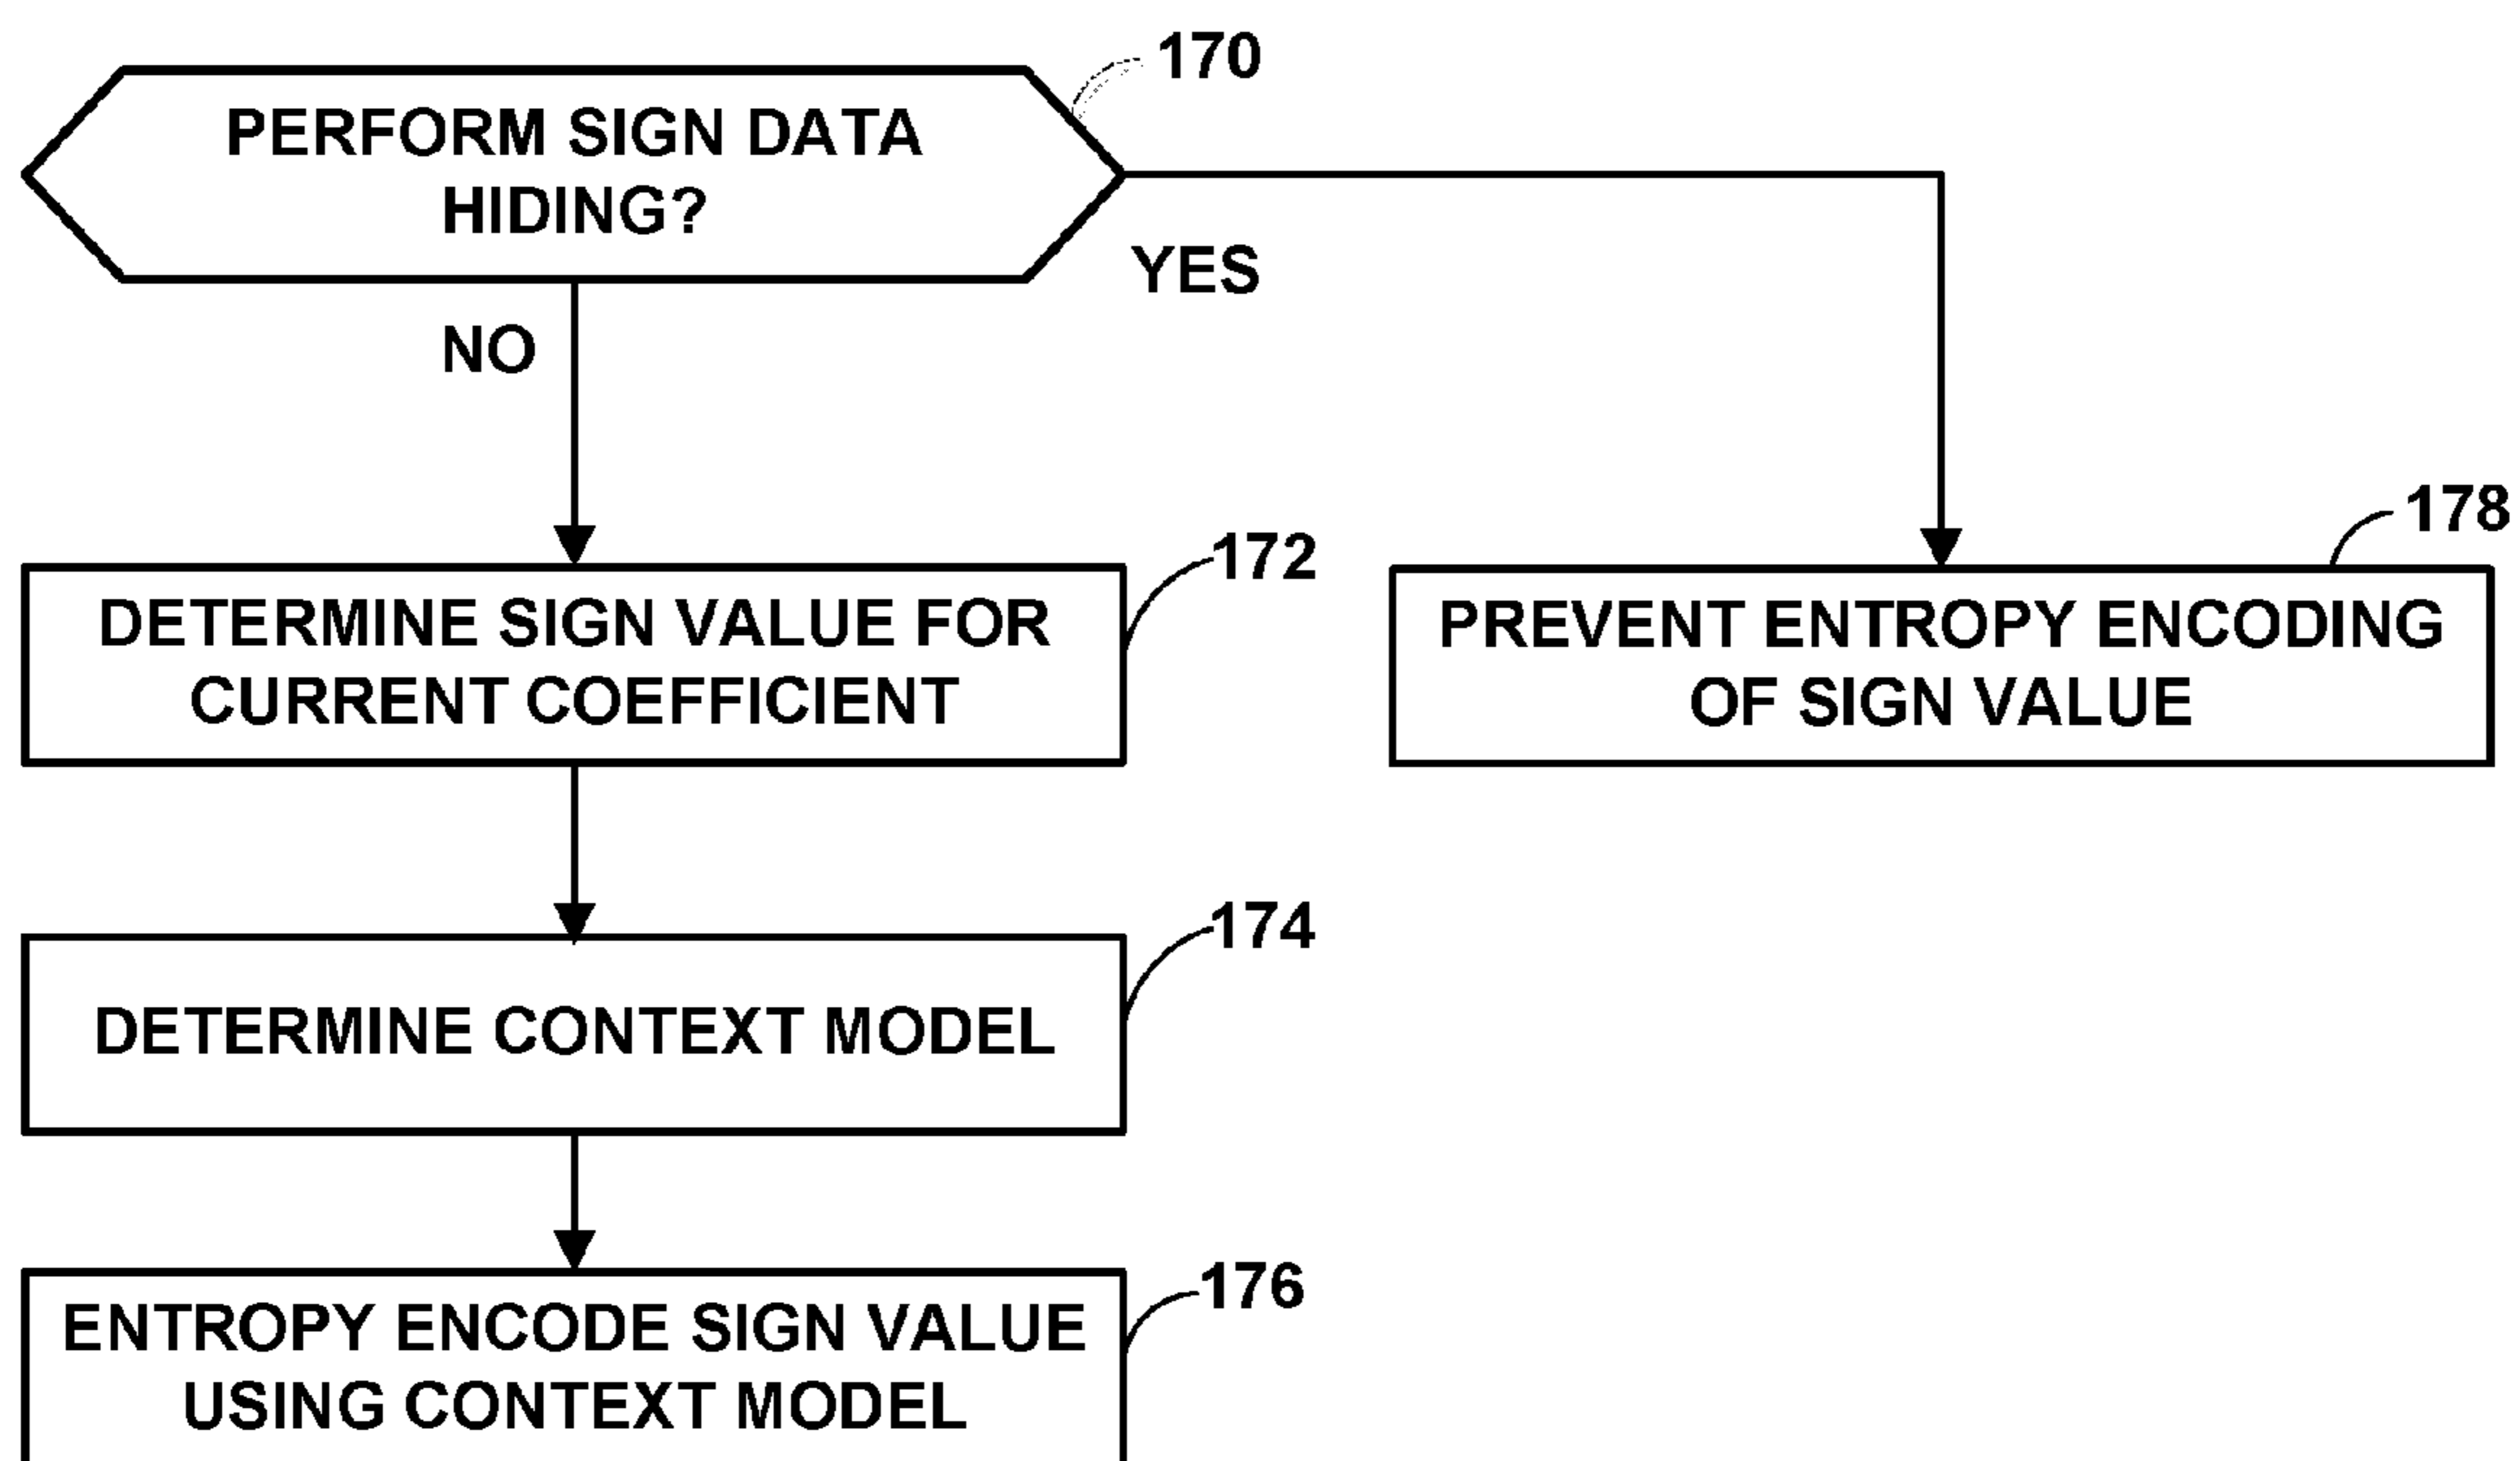 170
PERFORM SIGN DATA
HIDING?
YES
NO
172
DETERMINE SIGN VALUE FOR
CURRENT COEFFICIENT
178
PREVENT ENTROPY ENCODING
OF SIGN VALUE
174
DETERMINE CONTEXT MODEL
176
ENTROPY ENCODE SIGN VALUE
USING CONTEXT MODEL